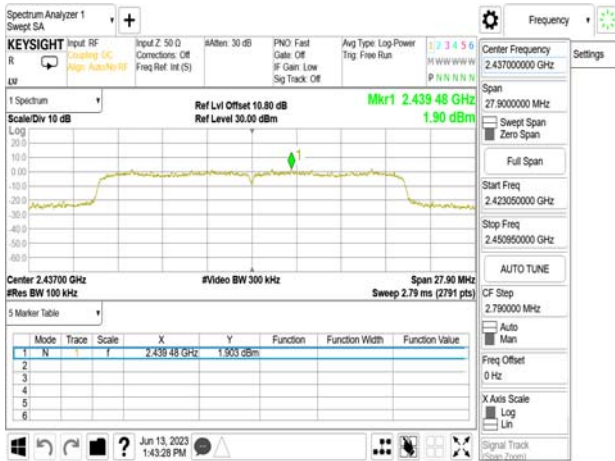 Spectrum Analyzer 1
Swept SA
+
Frequency
KEYSIGHT Input: RF
R
Coupling: DC
Align: Auto/No RF
LXI
Input Z: 50 Ω
Corrections: Off
Freq Ref: Int (S)
#Atten: 30 dB
PNO: Fast
Gate: Off
IF Gain: Low
Sig Track: Off
Avg Type: Log-Power
Trig: Free Run
1 2 3 4 5 6
M W W W W W
P N N N N N
1 Spectrum
Scale/Div 10 dB
Ref Lvl Offset 10.80 dB
Ref Level 30.00 dBm
Mkr1 2.439 48 GHz
1.90 dBm
Log
20.0
10.0
0.00
-10.0
-20.0
-30.0
-40.0
-50.0
-60.0
1
Center 2.43700 GHz
#Res BW 100 kHz
#Video BW 300 kHz
Span 27.90 MHz
Sweep 2.79 ms (2791 pts)
5 Marker Table
Mode Trace Scale X Y Function Function Width Function Value
1 N 1 f 2.439 48 GHz 1.903 dBm
2
3
4
5
6
Center Frequency
2.437000000 GHz
Settings
Span
27.9000000 MHz
Swept Span
Zero Span
Full Span
Start Freq
2.423050000 GHz
Stop Freq
2.450950000 GHz
AUTO TUNE
CF Step
2.790000 MHz
Auto
Man
Freq Offset
0 Hz
X Axis Scale
Log
Lin
Signal Track
(Span Zoom)
?
Jun 13, 2023
1:43:28 PM